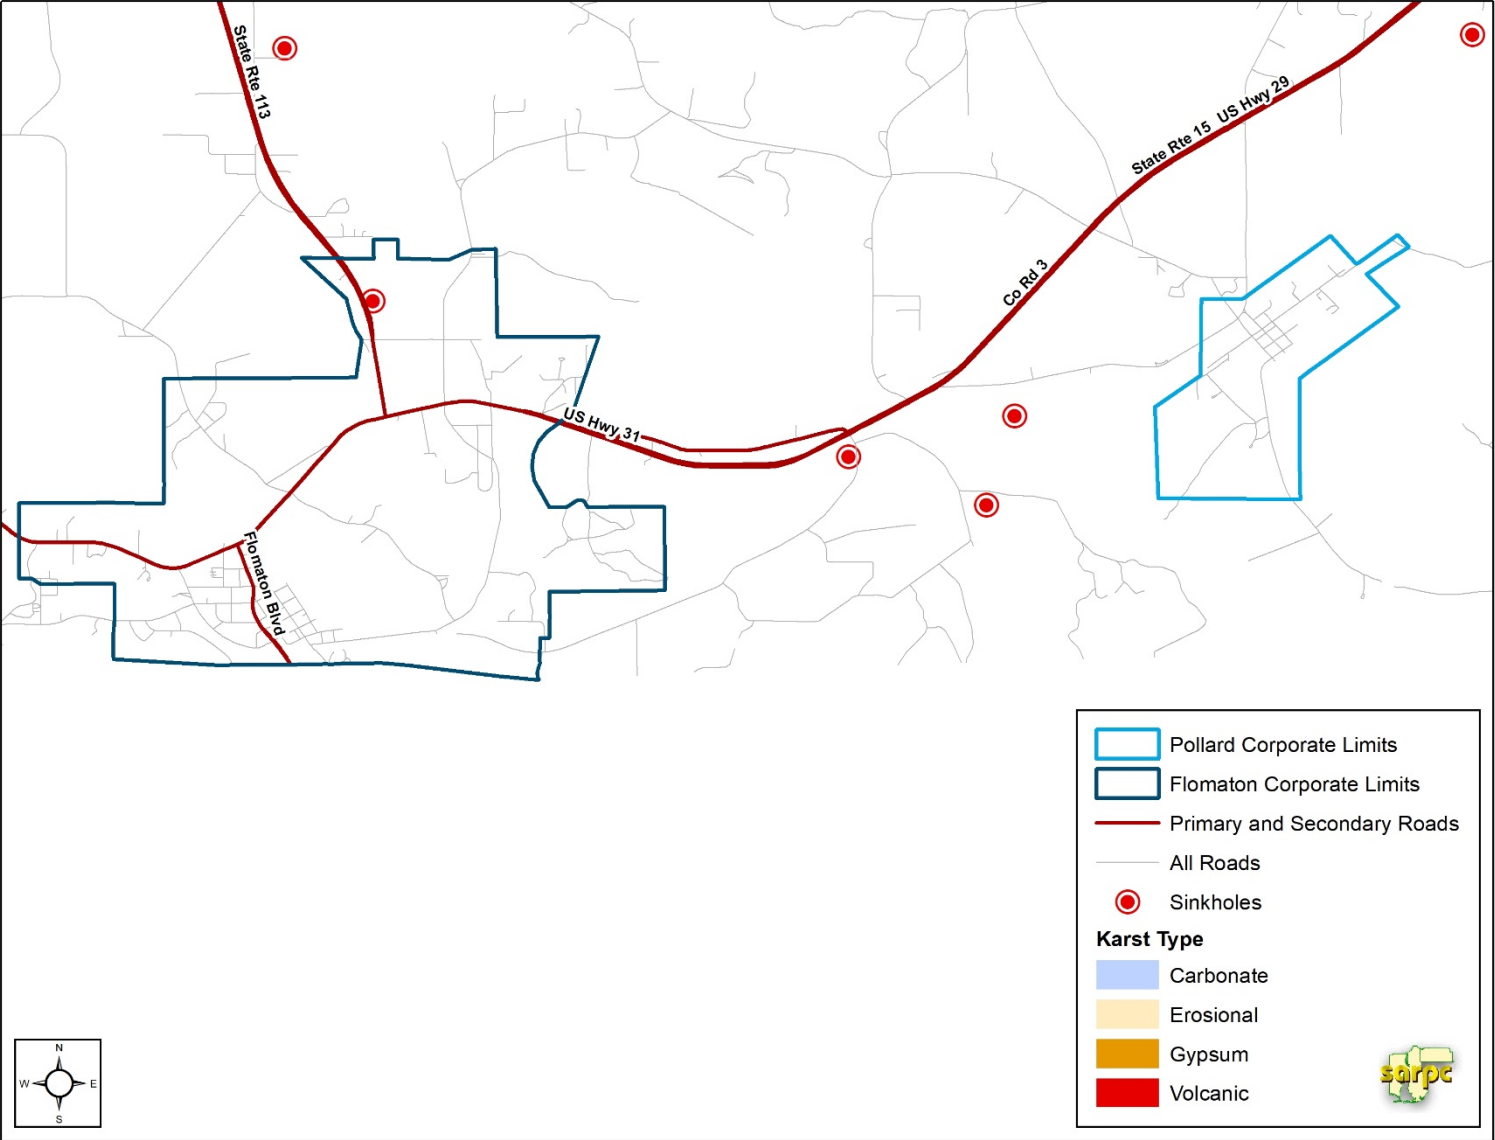 State Rte 113
State Rte 15 US Hwy 29
Co Rd 3
US Hwy 31
Flomaton Blvd
Pollard Corporate Limits
Flomaton Corporate Limits
Primary and Secondary Roads
All Roads
Sinkholes
Karst Type
Carbonate
Erosional
Gypsum
Volcanic
N
W E
S
sarpc